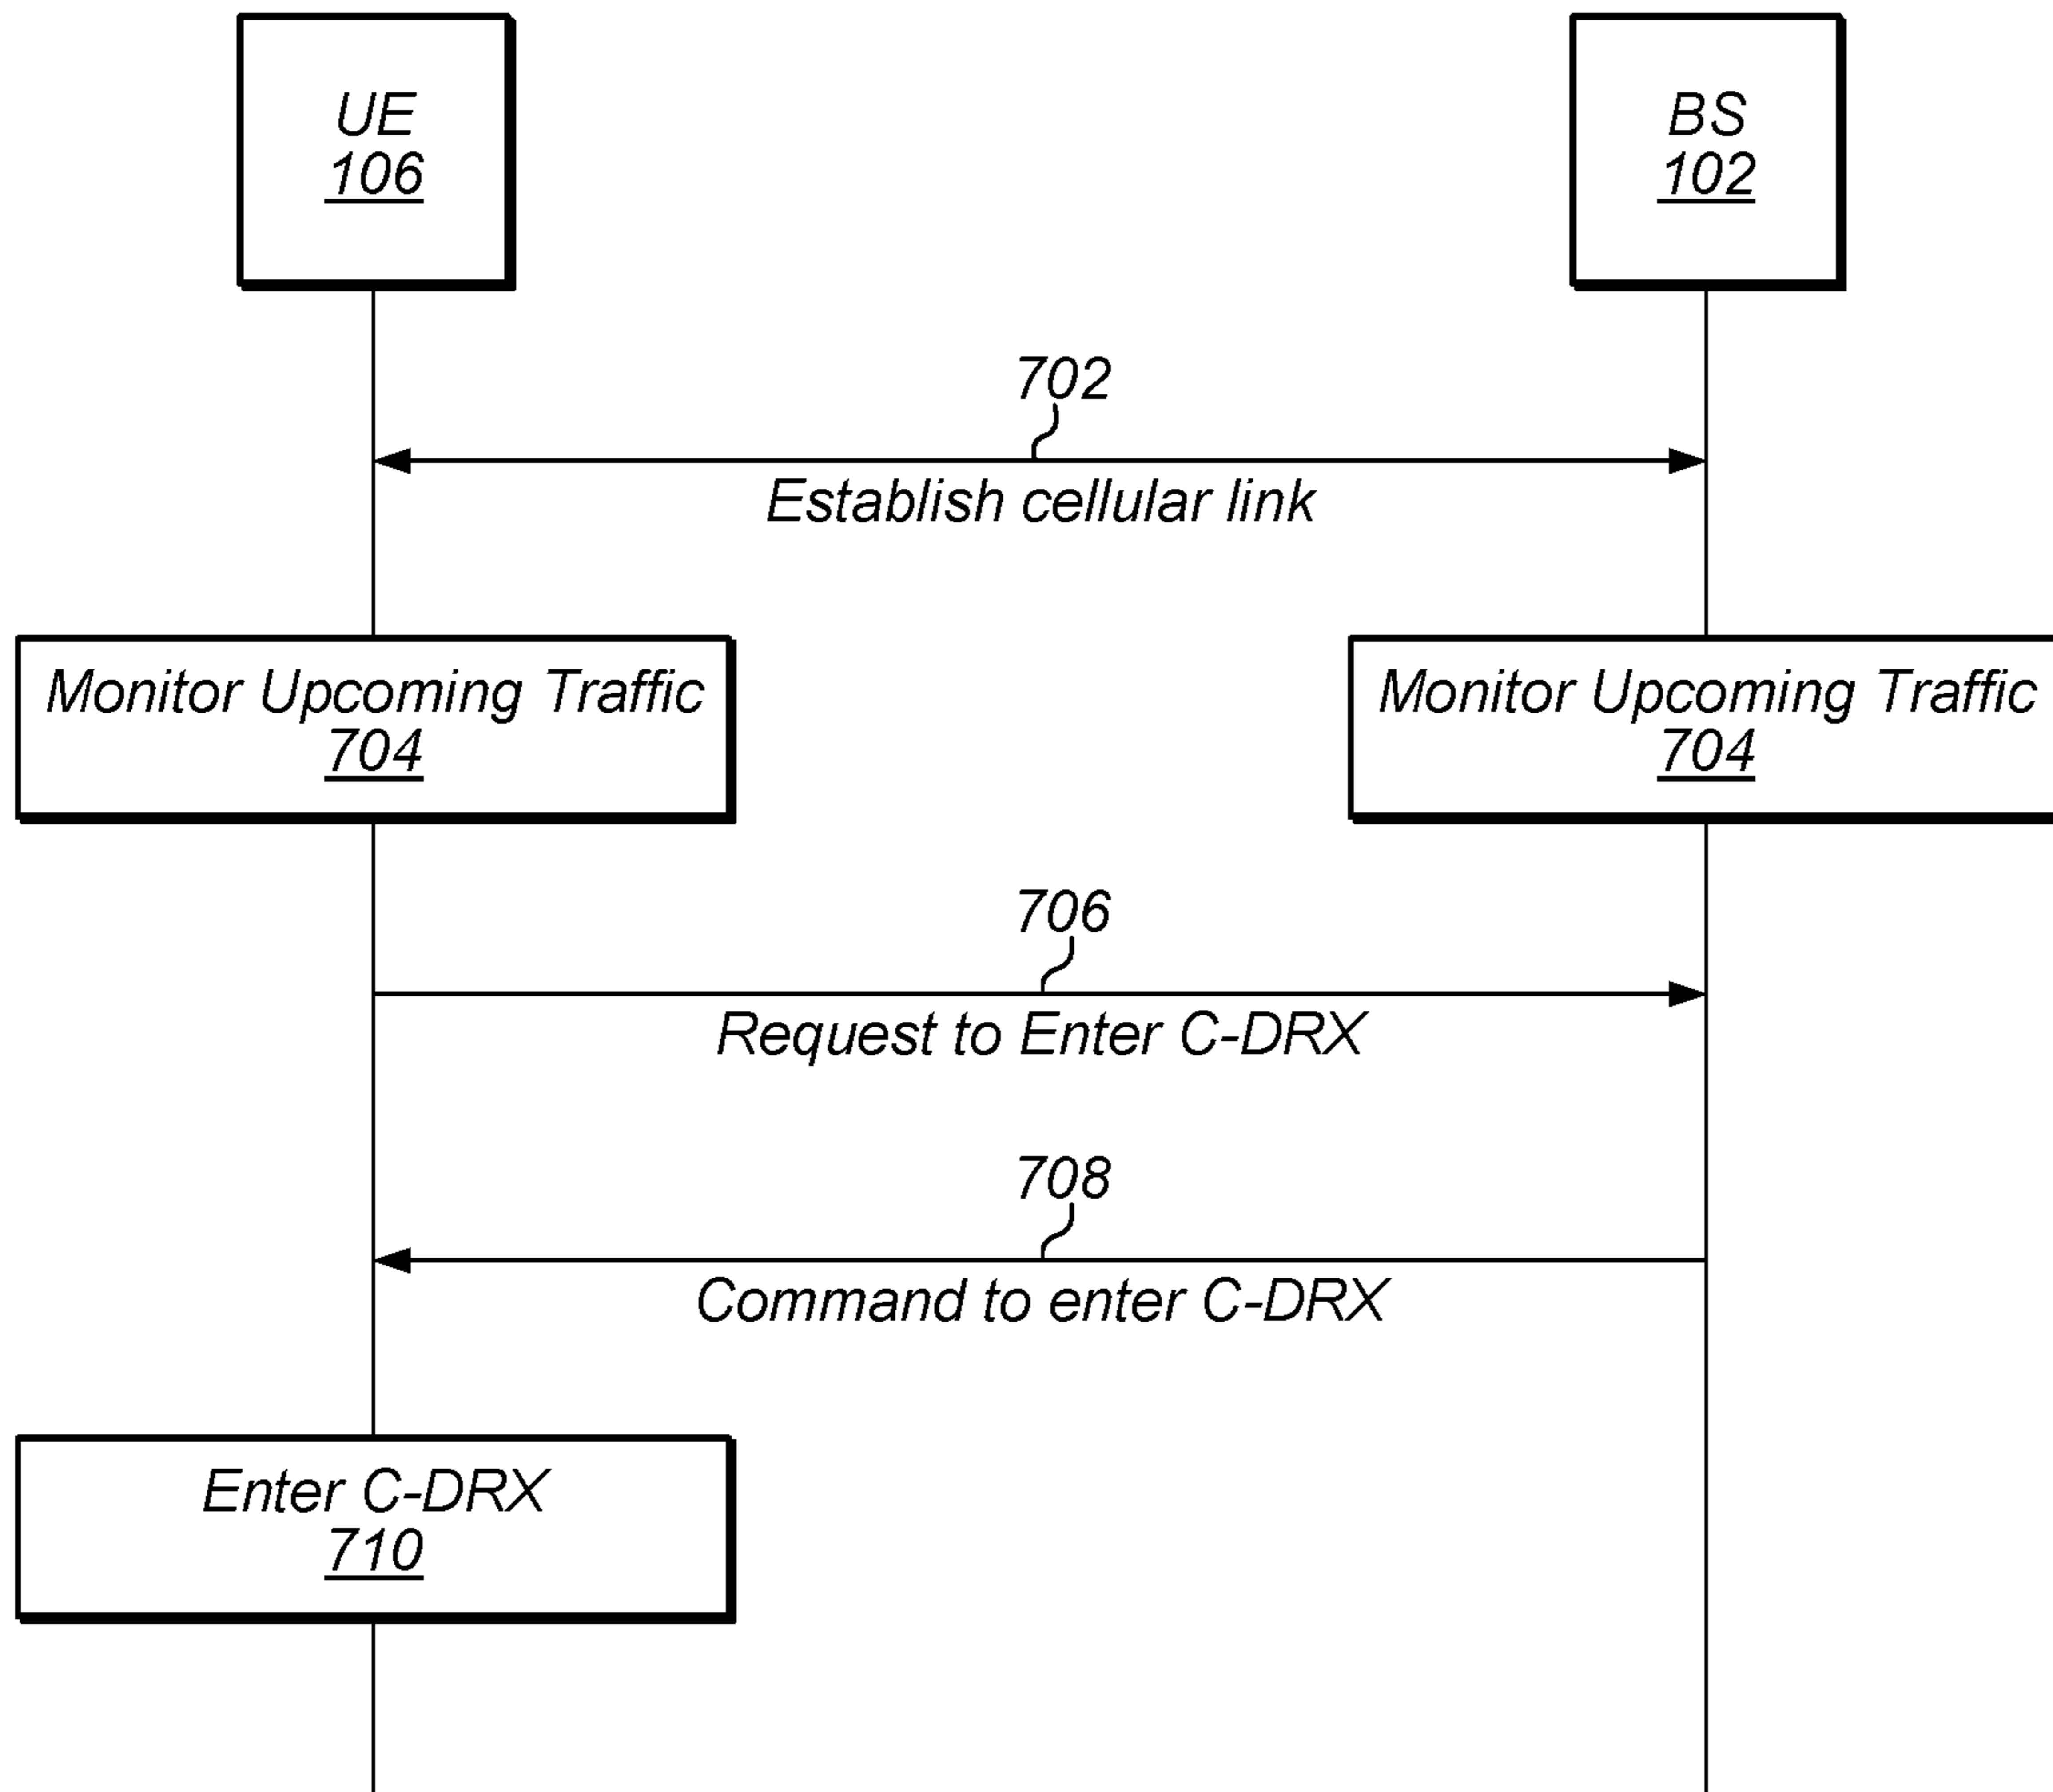 UE
106
BS
102
702
Establish cellular link
Monitor Upcoming Traffic
704
Monitor Upcoming Traffic
704
706
Request to Enter C-DRX
708
Command to enter C-DRX
Enter C-DRX
710